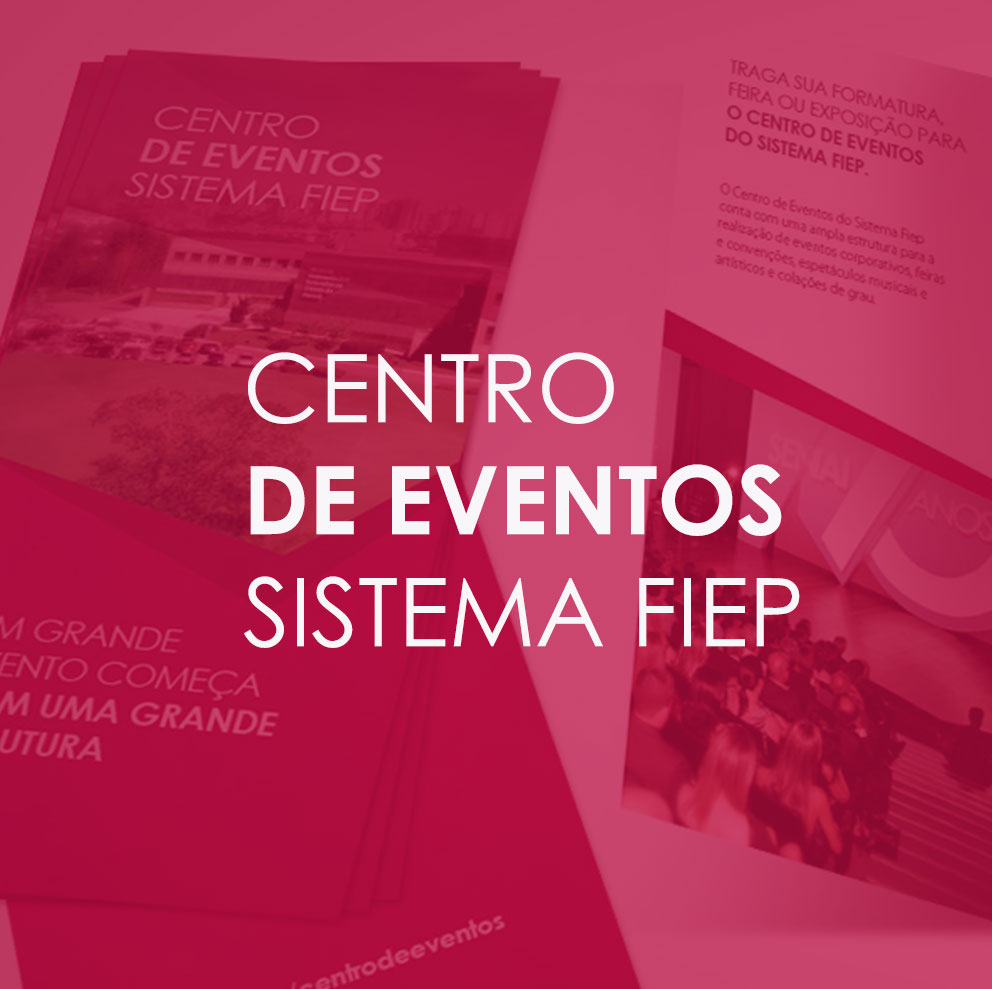 CENTRO
DE EVENTOS
SISTEMA FIEP
TRAGA SUA FORMATURA,
FEIRA OU EXPOSIÇÃO PARA
O CENTRO DE EVENTOS
DO SISTEMA FIEP.
O Centro de Eventos do Sistema Fiep
conta com uma ampla estrutura para a
realização de eventos corporativos, feiras
e convenções, espetáculos musicais e
artísticos e colações de grau.
CENTRO
DE EVENTOS
SISTEMA FIEP
SENAI
ANOS
M GRANDE
ENTO COMEÇA
M UMA GRANDE
UTURA
/centrodeeventos